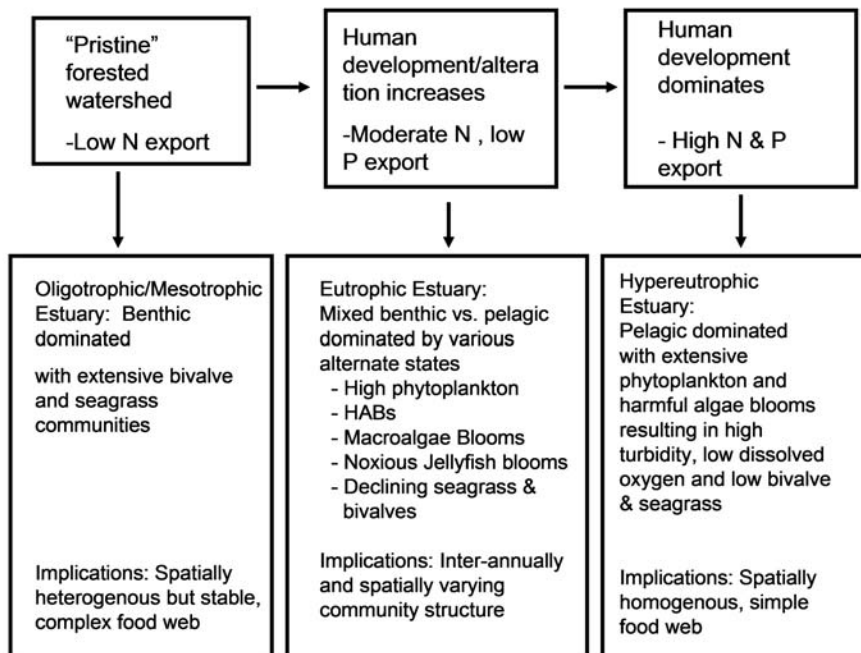 “Pristine”
forested
watershed
-Low N export
Human
development/altera
tion increases
-Moderate N , low
P export
Human
development
dominates
- High N & P
export
Oligotrophic/Mesotrophic
Estuary: Benthic
dominated
with extensive bivalve
and seagrass
communities
Implications: Spatially
heterogenous but stable,
complex food web
Eutrophic Estuary:
Mixed benthic vs. pelagic
dominated by various
alternate states
- High phytoplankton
- HABs
- Macroalgae Blooms
- Noxious Jellyfish blooms
- Declining seagrass &
bivalves
Implications: Inter-annually
and spatially varying
community structure
Hypereutrophic
Estuary:
Pelagic dominated
with extensive
phytoplankton and
harmful algae blooms
resulting in high
turbidity, low dissolved
oxygen and low bivalve
& seagrass
Implications: Spatially
homogenous, simple
food web